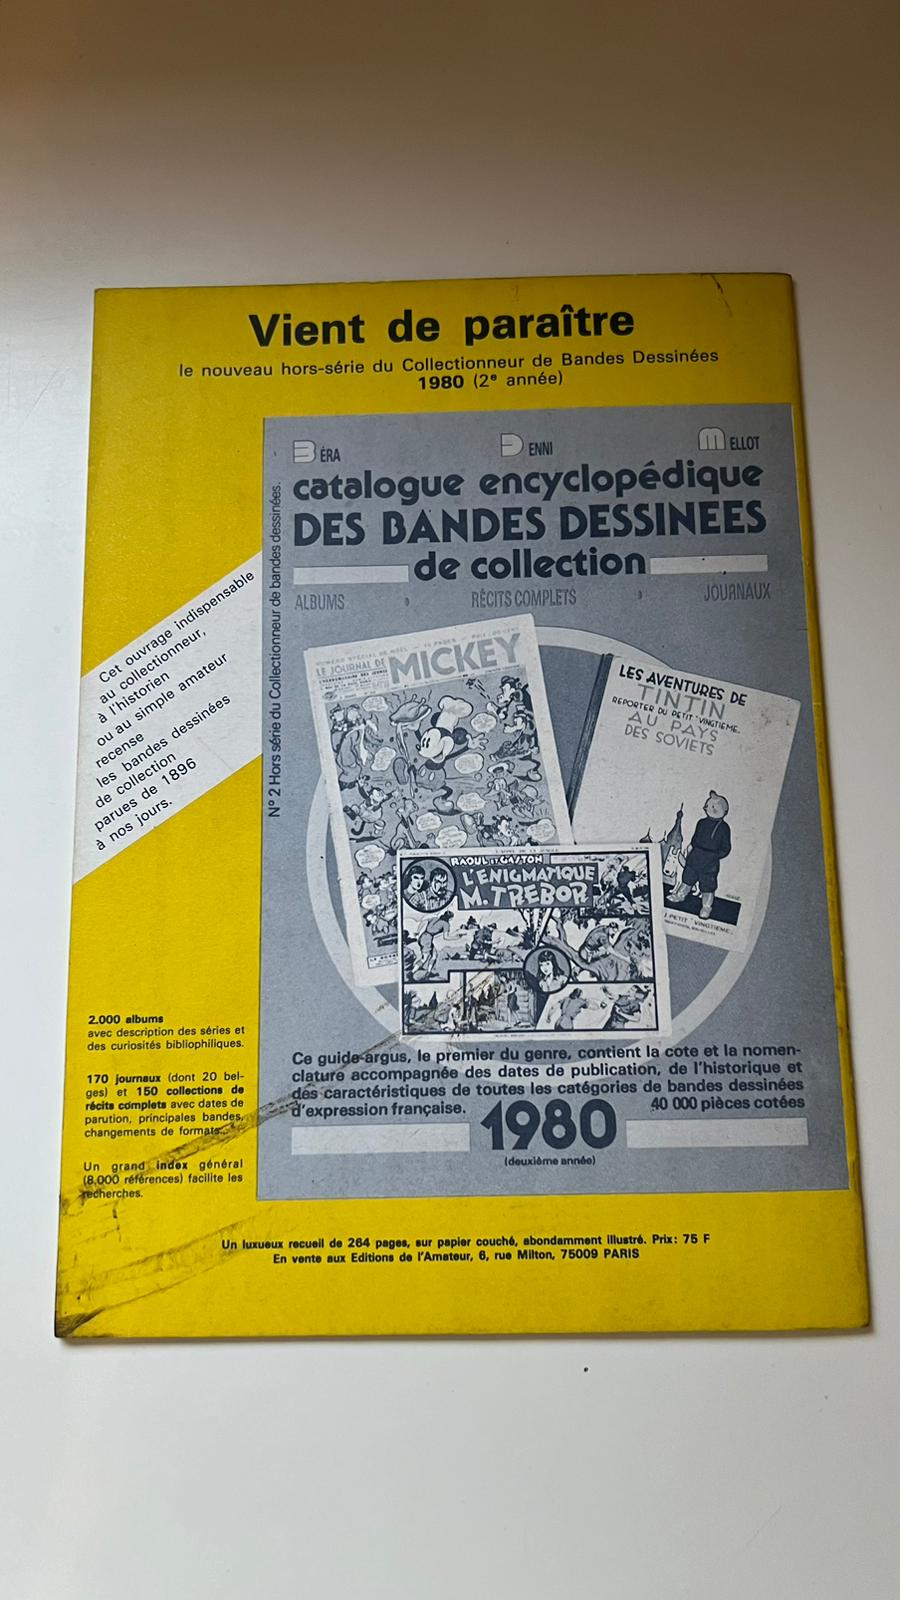 Vient de paraître
le nouveau hors-série du Collectionneur de Bandes Dessinées
1980 (2e année)
BÉRA DENNI MELLOT
catalogue encyclopédique
DES BANDES DESSINEES
de collection
ALBUMS RÉCITS COMPLETS JOURNAUX
N° 2 Hors série du Collectionneur de bandes dessinées.
Cet ouvrage indispensable
au collectionneur,
à l'historien
ou au simple amateur
recense
les bandes dessinées
de collection
parues de 1896
à nos jours.
NUMÉRO SPÉCIAL DE NOËL
LE JOURNAL DE
MICKEY
LES AVENTURES DE
TINTIN
REPORTER DU PETIT "VINGTIEME"
AU PAYS
DES SOVIETS
PETIT "VINGTIEME"
RAOUL ET GASTON
L'ENIGMATIQUE
M. TREBOR
2.000 albums
avec description des séries et
des curiosités bibliophiliques.
170 journaux (dont 20 bel-
ges) et 150 collections de
récits complets avec dates de
parution, principales bandes,
changements de formats...
Un grand index général
(8.000 références) facilite les
recherches.
Ce guide-argus, le premier du genre, contient la cote et la nomen-
clature accompagnée des dates de publication, de l'historique et
des caractéristiques de toutes les catégories de bandes dessinées
d'expression française. 40 000 pièces cotées
1980
(deuxième année)
Un luxueux recueil de 264 pages, sur papier couché, abondamment illustré. Prix: 75 F
En vente aux Editions de l'Amateur, 6, rue Milton, 75009 PARIS